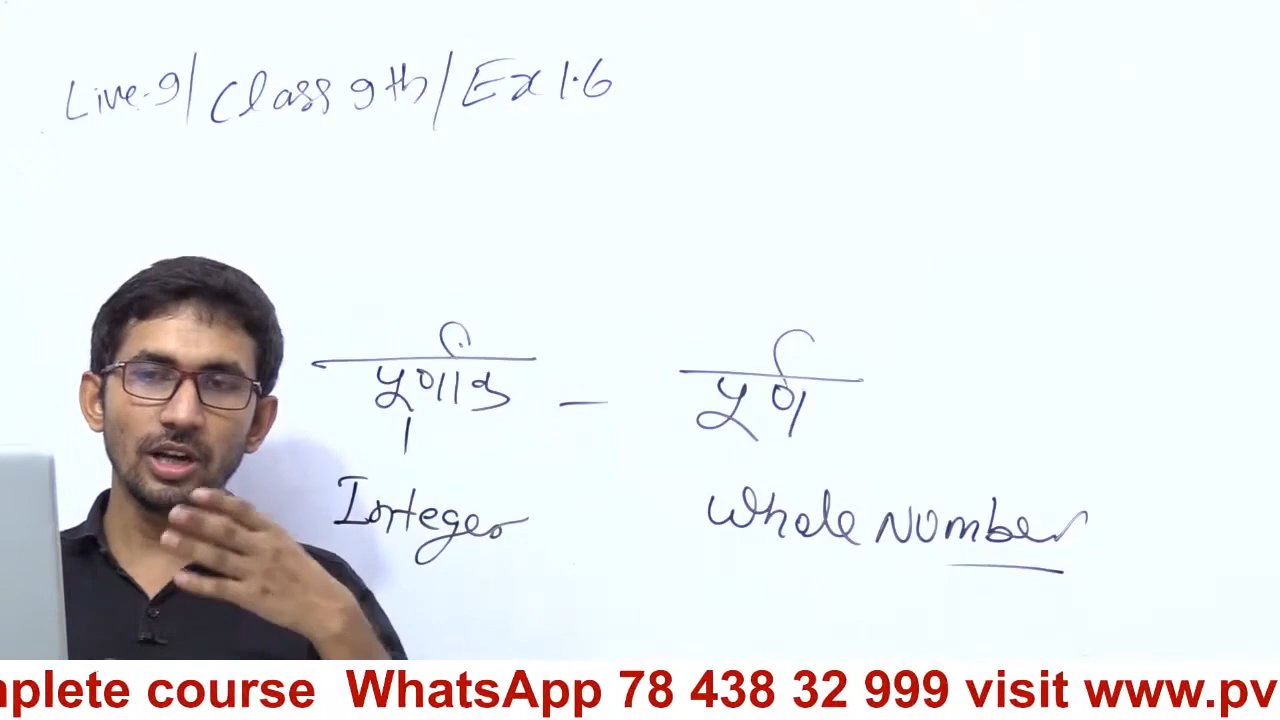 Live-9/Class 9th/Ex 1.6
पूर्णांक – पूर्ण
Integer Whole Number
mplete course WhatsApp 78 438 32 999 visit www.pv